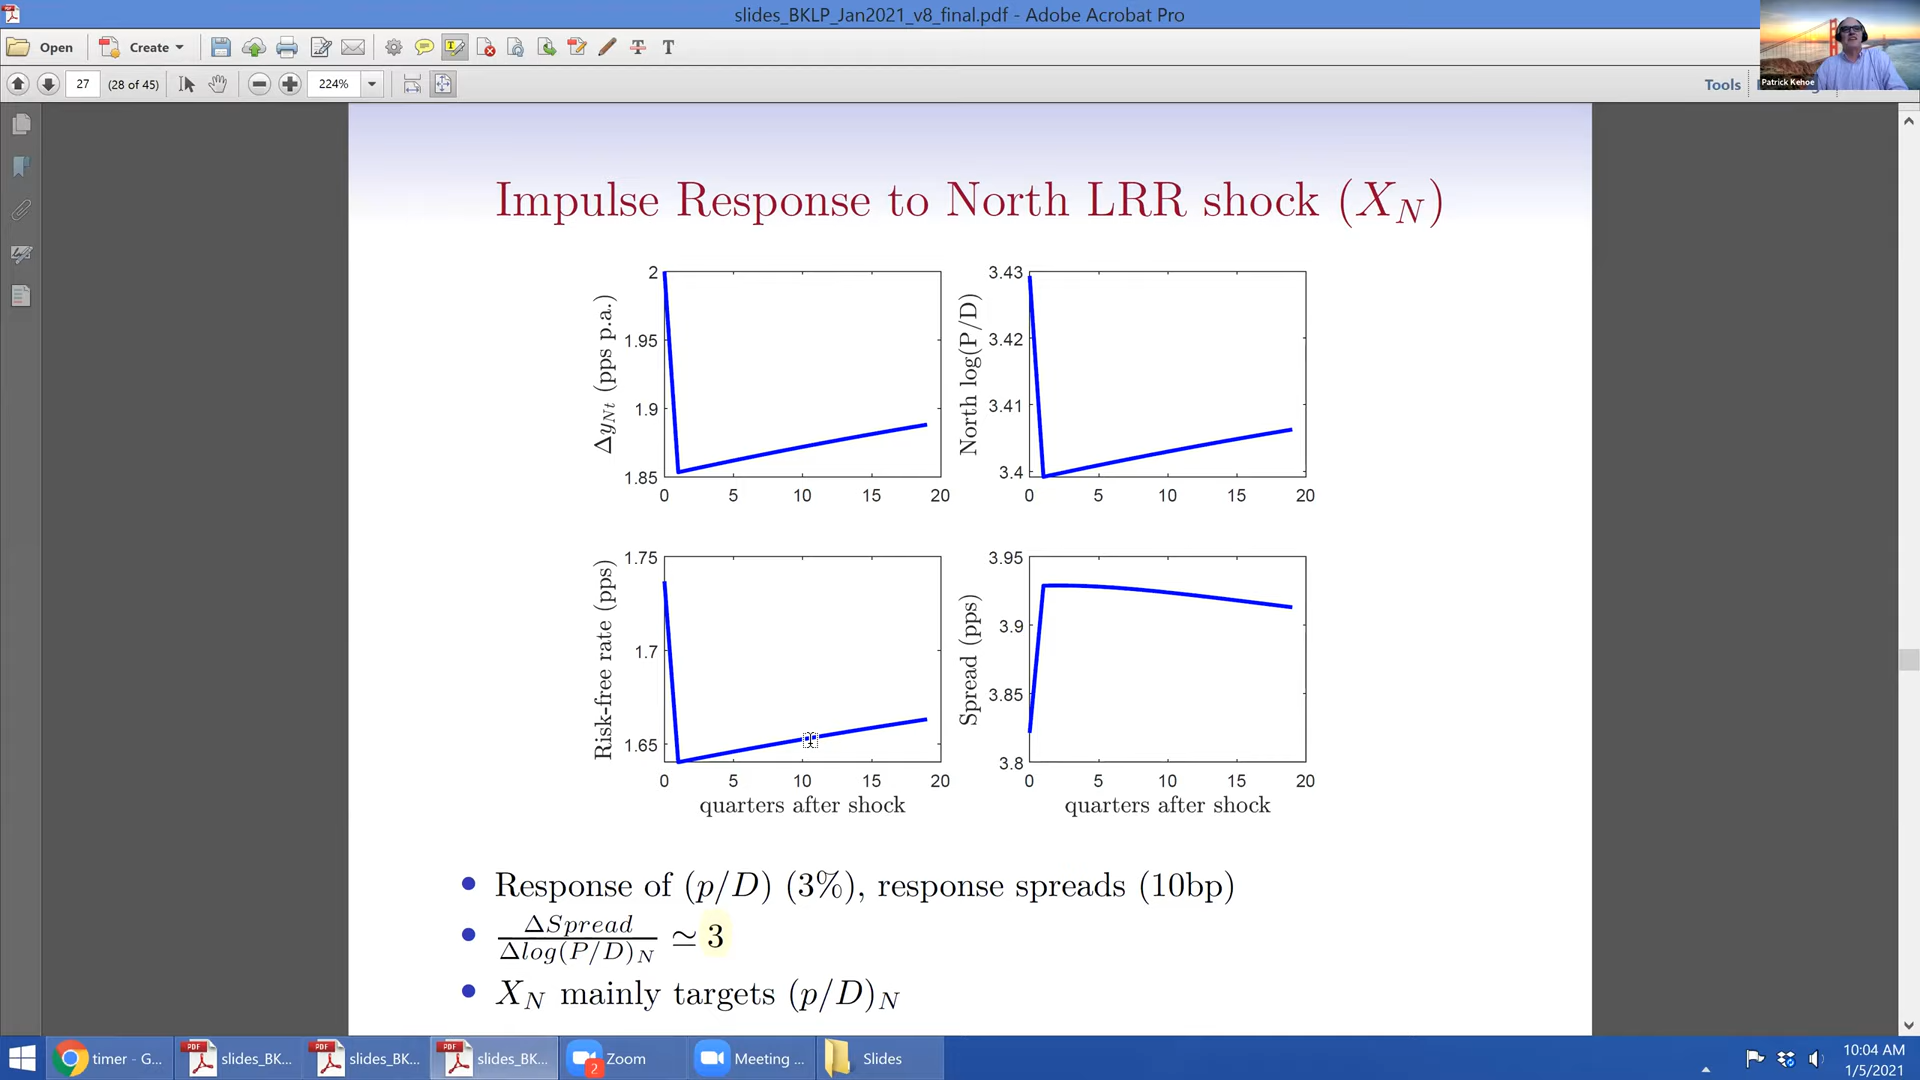 slides_BKLP_Jan2021_v8_final.pdf - Adobe Acrobat Pro
Open
Create
Patrick Kehoe
27
(28 of 45)
224%
Tools
Impulse Response to North LRR shock (X_N)
Δy_{Nt} (pps p.a.)
2
1.95
1.9
1.85
0 5 10 15 20
North log(P/D)
3.43
3.42
3.41
3.4
0 5 10 15 20
Risk-free rate (pps)
1.75
1.7
1.65
0 5 10 15 20
quarters after shock
Spread (pps)
3.95
3.9
3.85
3.8
0 5 10 15 20
quarters after shock
• Response of (p/D) (3%), response spreads (10bp)
• ΔSpread / Δlog(P/D)_N ≃ 3
• X_N mainly targets (p/D)_N
timer - G...
slides_BK...
slides_BK...
slides_BK...
2
Zoom
Meeting ...
Slides
10:04 AM
1/5/2021